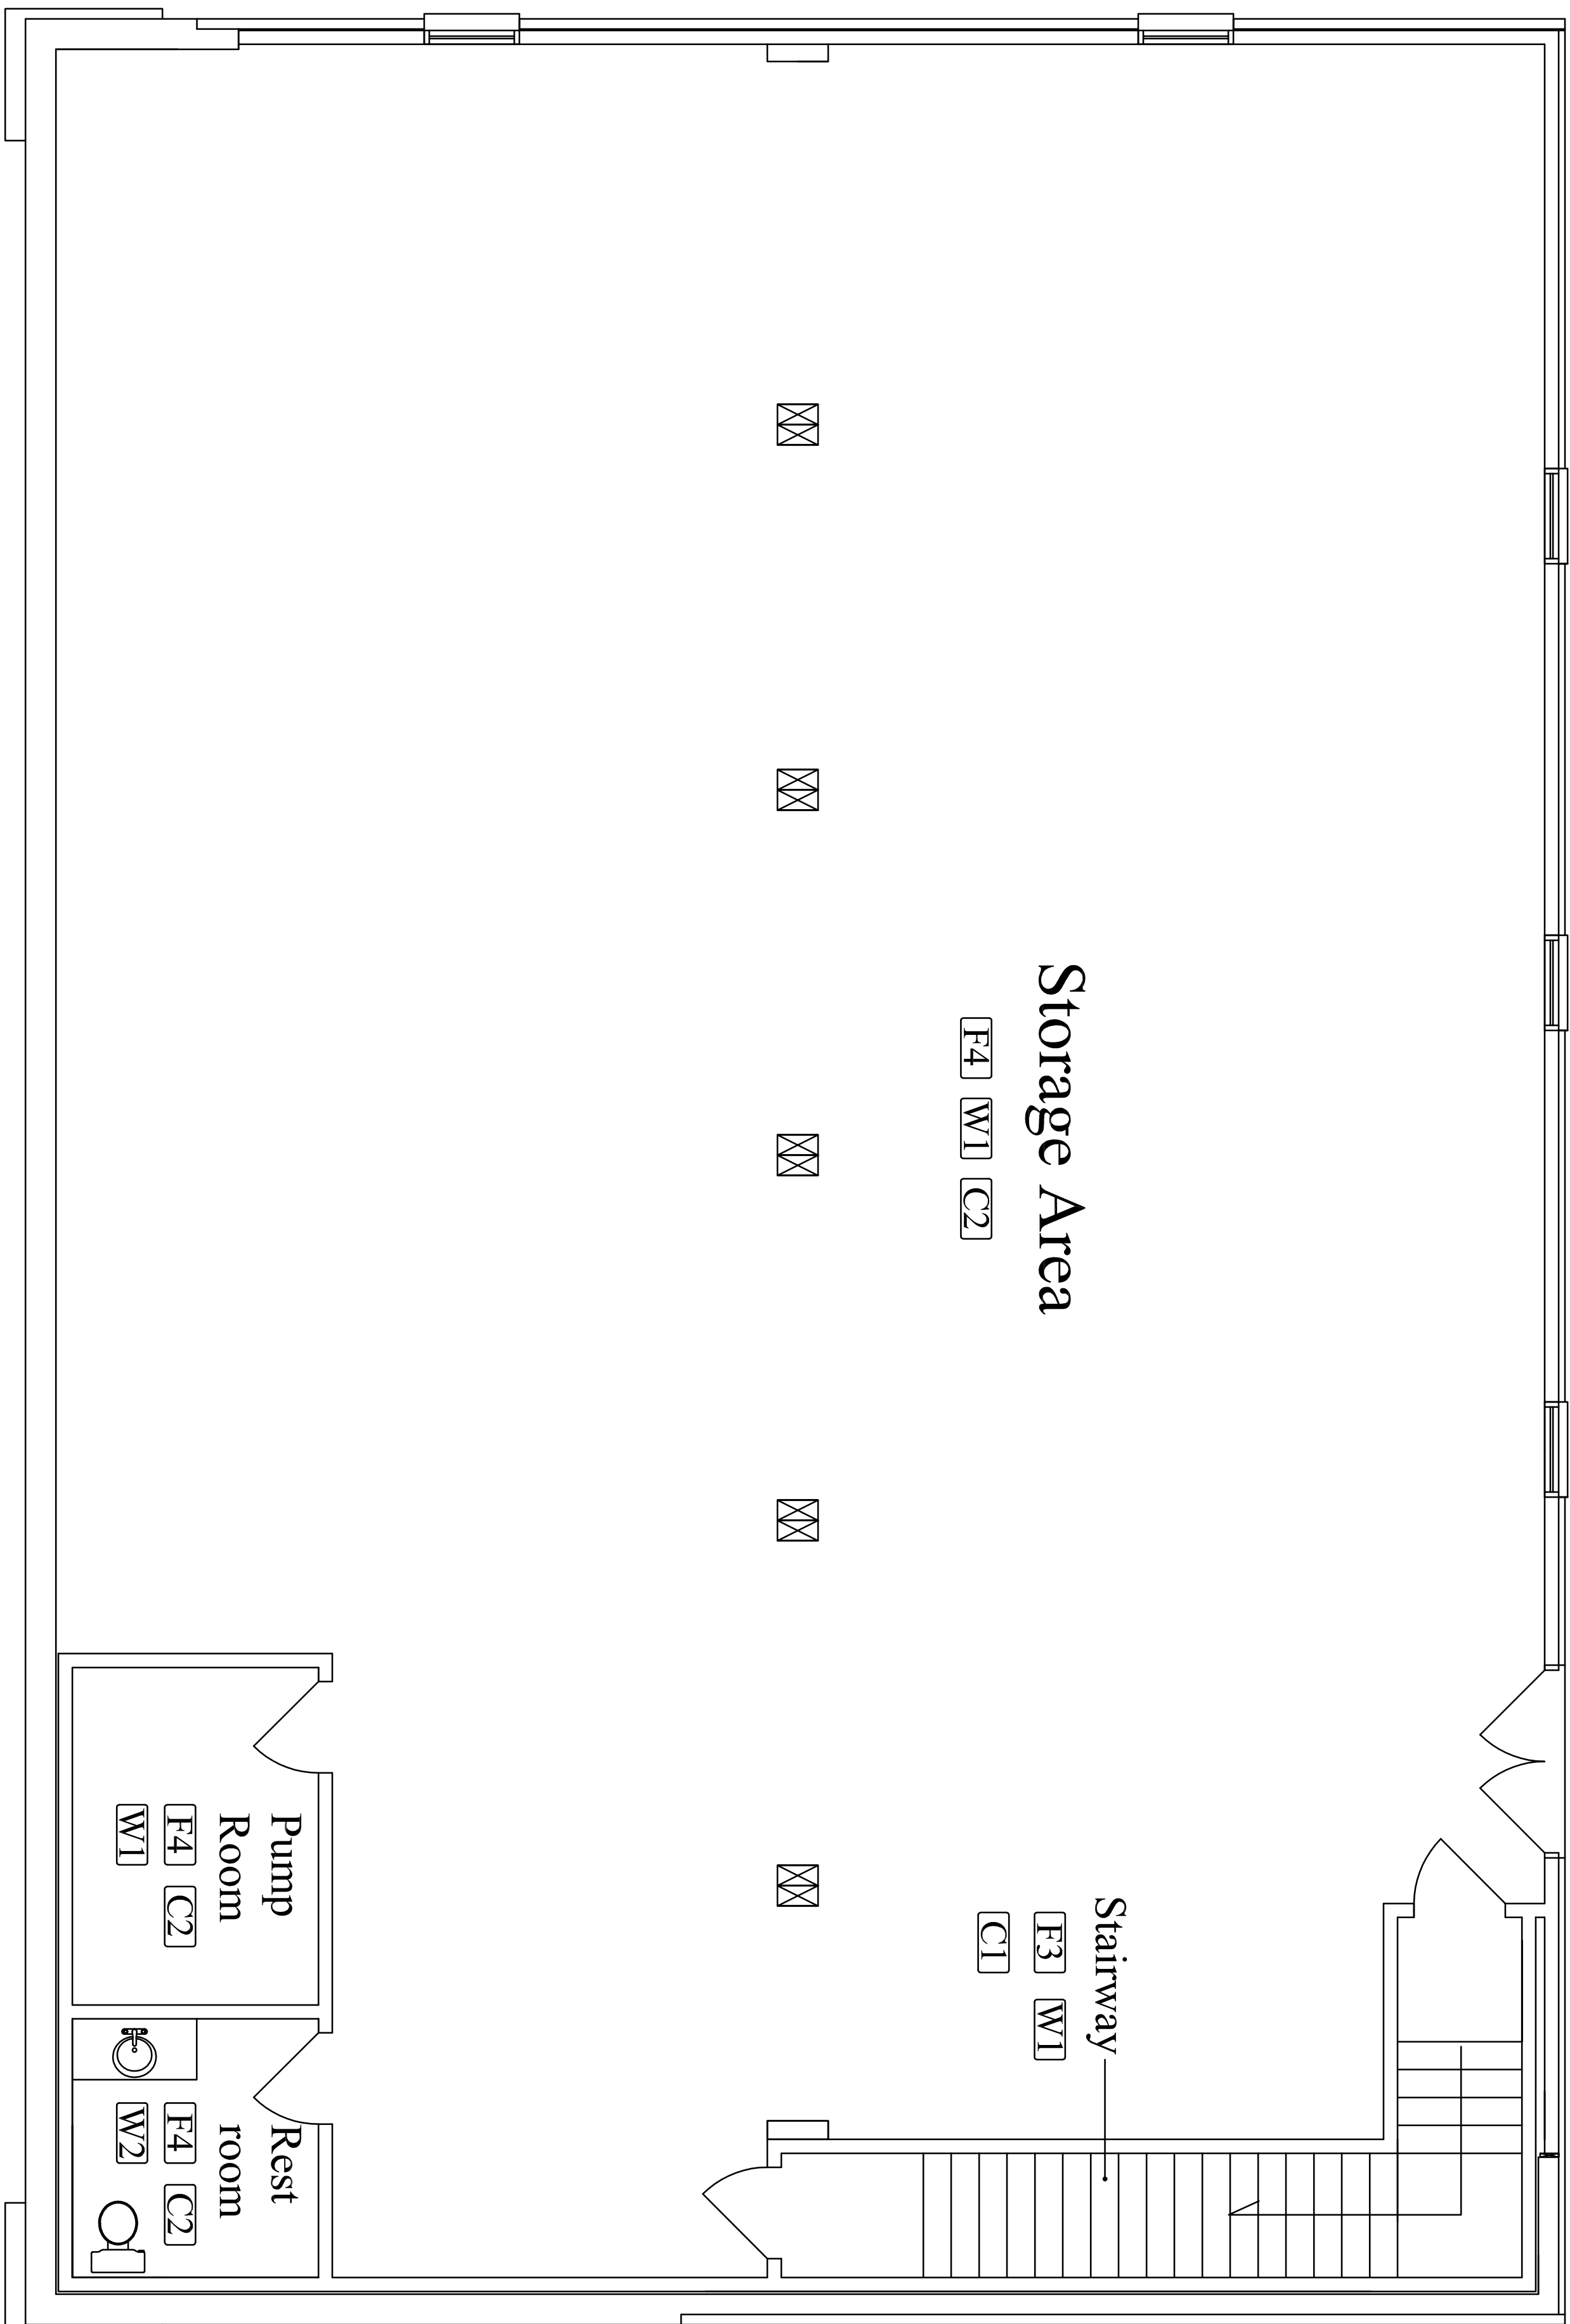 Storage Area
F4 W1 C2
Stairway
F3 W1
C1
Pump
Room
F4 C2
W1
Rest
room
F4 C2
W2